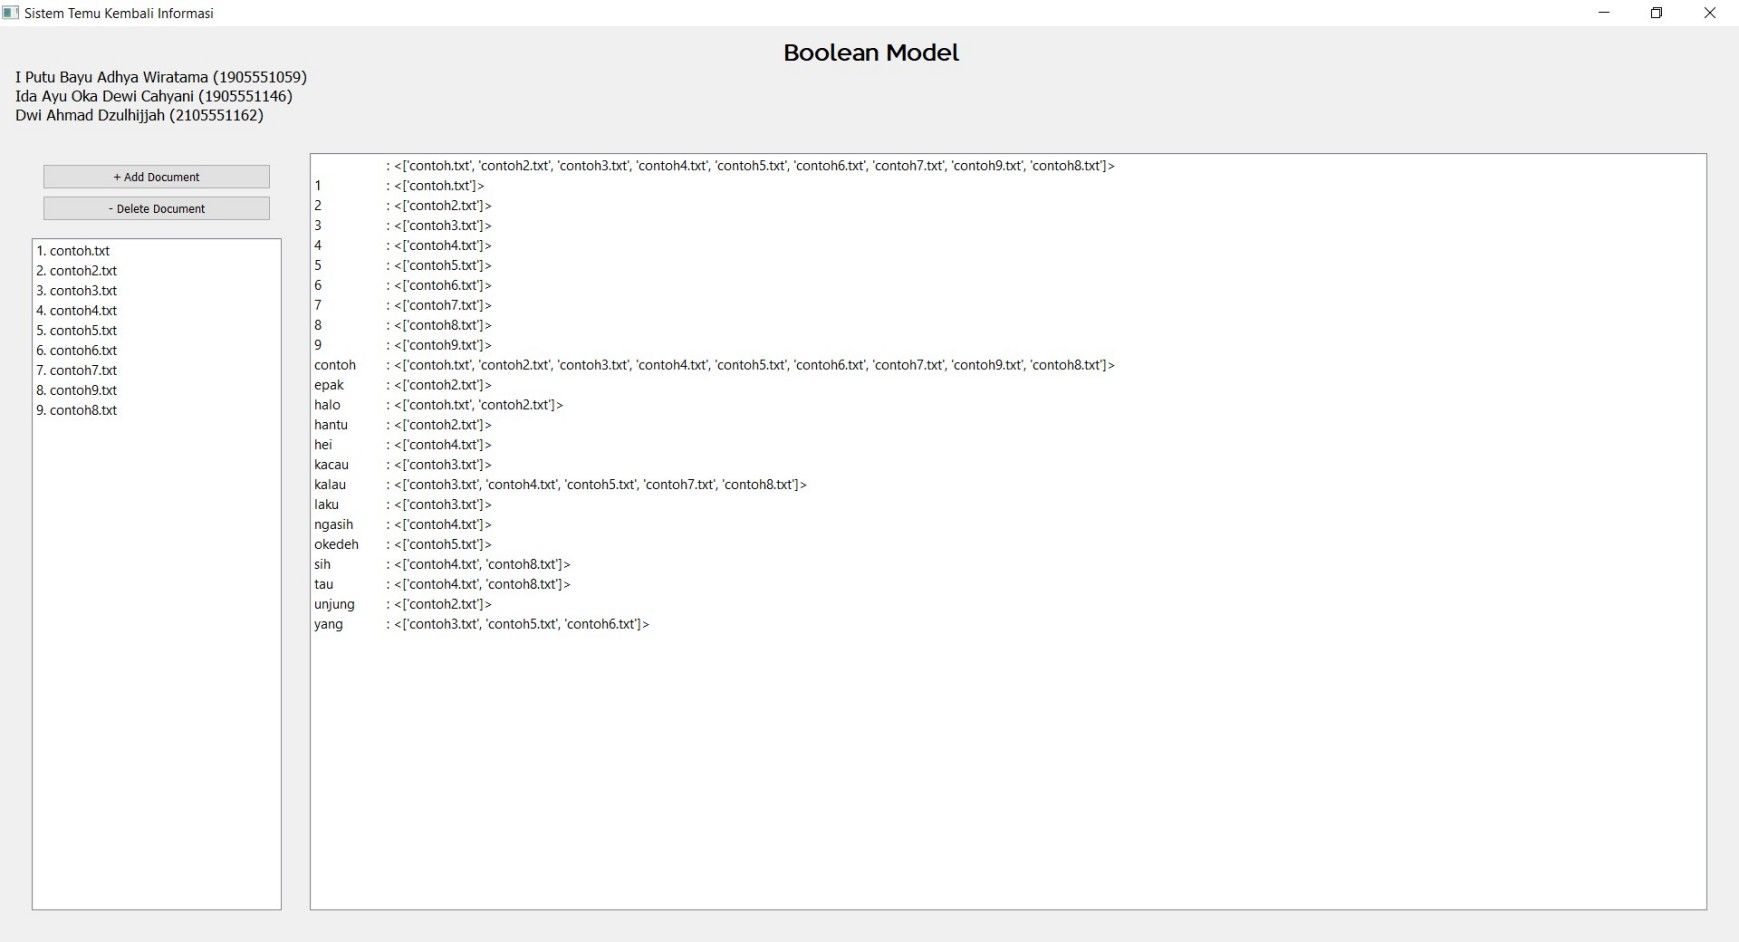 Sistem Temu Kembali Informasi
Boolean Model
I Putu Bayu Adhya Wiratama (1905551059)
Ida Ayu Oka Dewi Cahyani (1905551146)
Dwi Ahmad Dzulhijjah (2105551162)
+ Add Document
- Delete Document
1. contoh.txt
2. contoh2.txt
3. contoh3.txt
4. contoh4.txt
5. contoh5.txt
6. contoh6.txt
7. contoh7.txt
8. contoh9.txt
9. contoh8.txt
: <['contoh.txt', 'contoh2.txt', 'contoh3.txt', 'contoh4.txt', 'contoh5.txt', 'contoh6.txt', 'contoh7.txt', 'contoh9.txt', 'contoh8.txt']>
1 : <['contoh.txt']>
2 : <['contoh2.txt']>
3 : <['contoh3.txt']>
4 : <['contoh4.txt']>
5 : <['contoh5.txt']>
6 : <['contoh6.txt']>
7 : <['contoh7.txt']>
8 : <['contoh8.txt']>
9 : <['contoh9.txt']>
contoh : <['contoh.txt', 'contoh2.txt', 'contoh3.txt', 'contoh4.txt', 'contoh5.txt', 'contoh6.txt', 'contoh7.txt', 'contoh9.txt', 'contoh8.txt']>
epak : <['contoh2.txt']>
halo : <['contoh.txt', 'contoh2.txt']>
hantu : <['contoh2.txt']>
hei : <['contoh4.txt']>
kacau : <['contoh3.txt']>
kalau : <['contoh3.txt', 'contoh4.txt', 'contoh5.txt', 'contoh7.txt', 'contoh8.txt']>
laku : <['contoh3.txt']>
ngasih : <['contoh4.txt']>
okedeh : <['contoh5.txt']>
sih : <['contoh4.txt', 'contoh8.txt']>
tau : <['contoh4.txt', 'contoh8.txt']>
unjung : <['contoh2.txt']>
yang : <['contoh3.txt', 'contoh5.txt', 'contoh6.txt']>